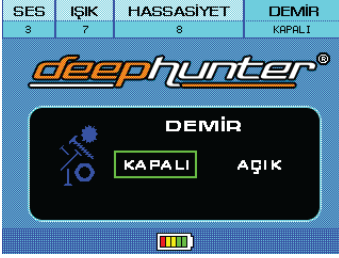 SES IŞIK HASSASİYET DEMİR
3 7 8 KAPALI
deephunter®
DEMİR
KAPALI AÇIK